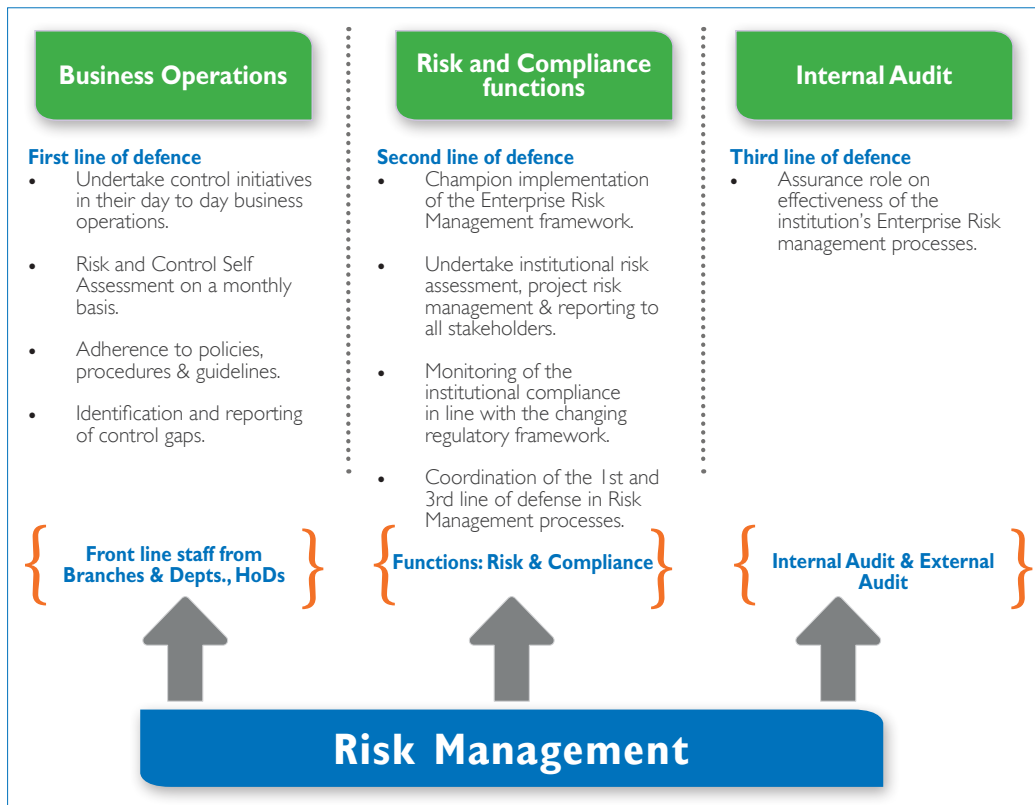 Business Operations
First line of defence
• Undertake control initiatives
in their day to day business
operations.
• Risk and Control Self
Assessment on a monthly
basis.
• Adherence to policies,
procedures & guidelines.
• Identification and reporting
of control gaps.
Front line staff from
Branches & Depts., HoDs
Risk and Compliance
functions
Second line of defence
• Champion implementation
of the Enterprise Risk
Management framework.
• Undertake institutional risk
assessment, project risk
management & reporting to
all stakeholders.
• Monitoring of the
institutional compliance
in line with the changing
regulatory framework.
• Coordination of the 1st and
3rd line of defense in Risk
Management processes.
Functions: Risk & Compliance
Internal Audit
Third line of defence
• Assurance role on
effectiveness of the
institution's Enterprise Risk
management processes.
Internal Audit & External
Audit
Risk Management